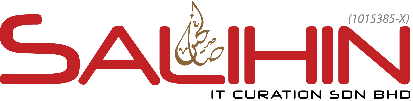 (1015385-X)
SALIHIN
IT CURATION SDN BHD